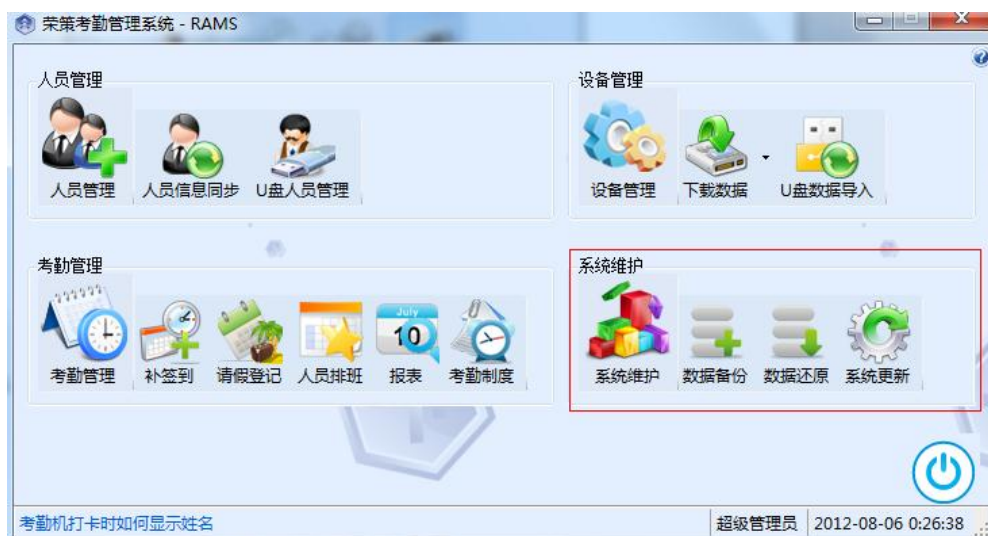 荣策考勤管理系统 - RAMS
人员管理
人员管理 人员信息同步 U盘人员管理
设备管理
设备管理 下载数据 U盘数据导入
考勤管理
July
10
考勤管理 补签到 请假登记 人员排班 报表 考勤制度
系统维护
系统维护 数据备份 数据还原 系统更新
考勤机打卡时如何显示姓名 超级管理员 2012-08-06 0:26:38